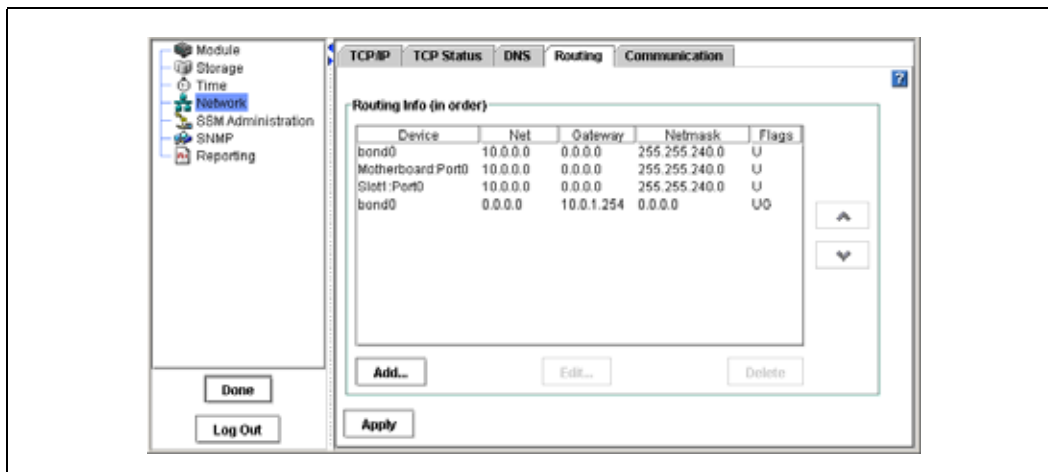 Module
Storage
Time
Network
SSM Administration
SNMP
Reporting
Done
Log Out
TCP/IP TCP Status DNS Routing Communication
?
Routing Info (in order)
Device Net Gateway Netmask Flags
bond0 10.0.0.0 0.0.0.0 255.255.240.0 U
Motherboard:Port0 10.0.0.0 0.0.0.0 255.255.240.0 U
Slot1:Port0 10.0.0.0 0.0.0.0 255.255.240.0 U
bond0 0.0.0.0 10.0.1.254 0.0.0.0 UG
Add... Edit... Delete
Apply